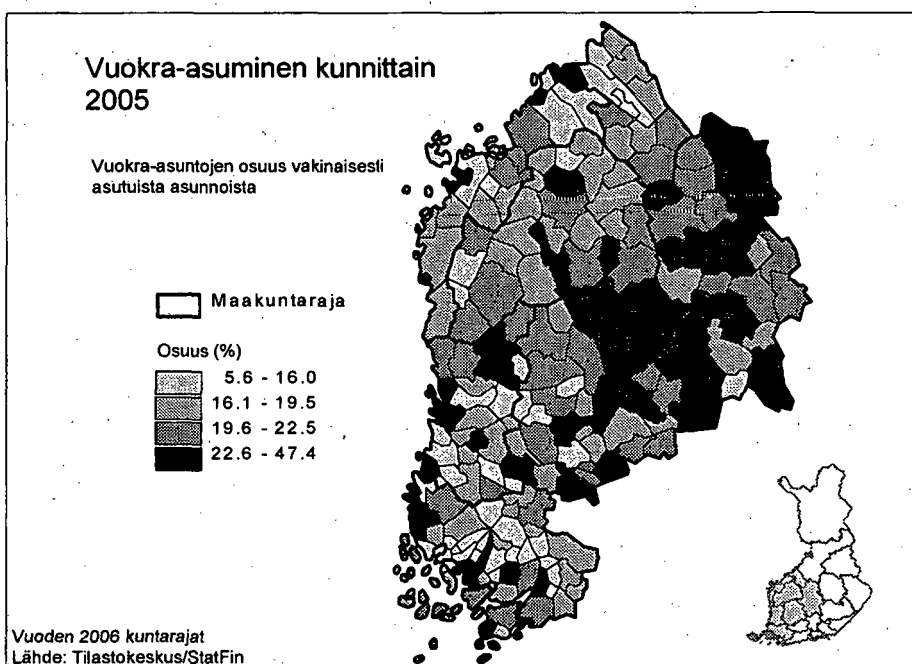 Vuokra-asuminen kunnittain
2005
Vuokra-asuntojen osuus vakinaisesti
asutuista asunnoista
Maakuntaraja
Osuus (%)
5.6 - 16.0
16.1 - 19.5
19.6 - 22.5
22.6 - 47.4
Vuoden 2006 kuntarajat
Lähde: Tilastokeskus/StatFin